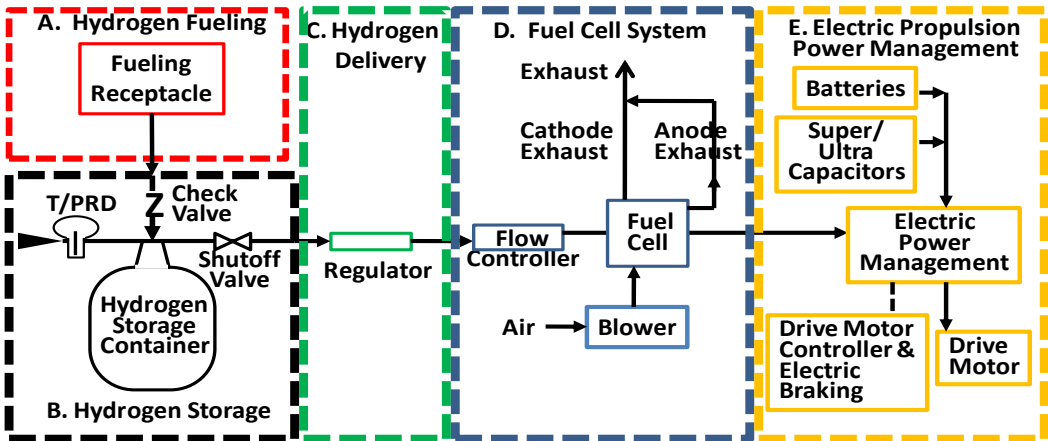 A. Hydrogen Fueling
Fueling
Receptacle
T/PRD
Check
Valve
Shutoff
Valve
Hydrogen
Storage
Container
B. Hydrogen Storage
C. Hydrogen
Delivery
Regulator
D. Fuel Cell System
Exhaust
Cathode
Exhaust
Anode
Exhaust
Flow
Controller
Fuel
Cell
Air
Blower
E. Electric Propulsion
Power Management
Batteries
Super/
Ultra
Capacitors
Electric
Power
Management
Drive Motor
Controller &
Electric
Braking
Drive
Motor